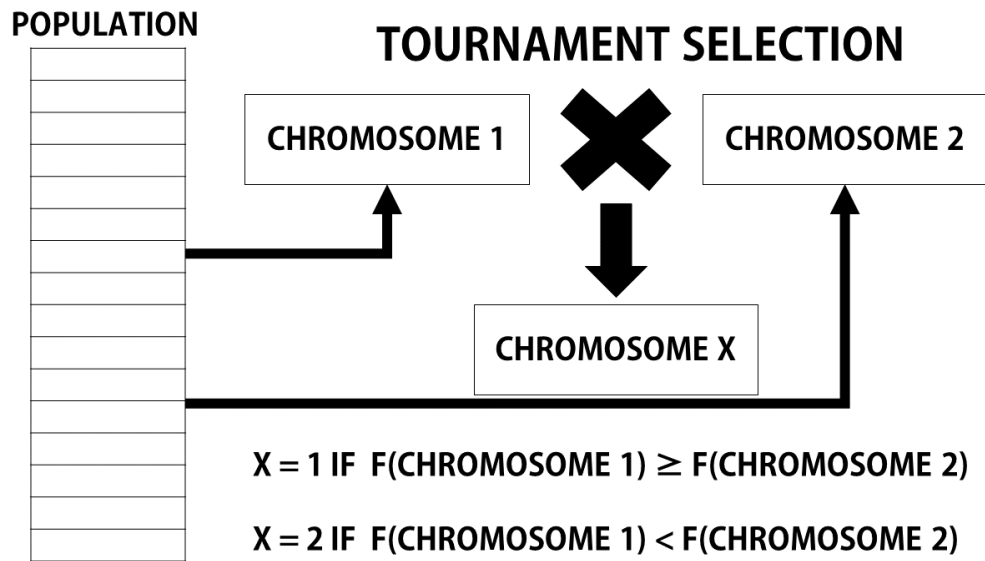 POPULATION
TOURNAMENT SELECTION
CHROMOSOME 1
CHROMOSOME 2
CHROMOSOME X
X = 1 IF F(CHROMOSOME 1) ≥ F(CHROMOSOME 2)
X = 2 IF F(CHROMOSOME 1) < F(CHROMOSOME 2)